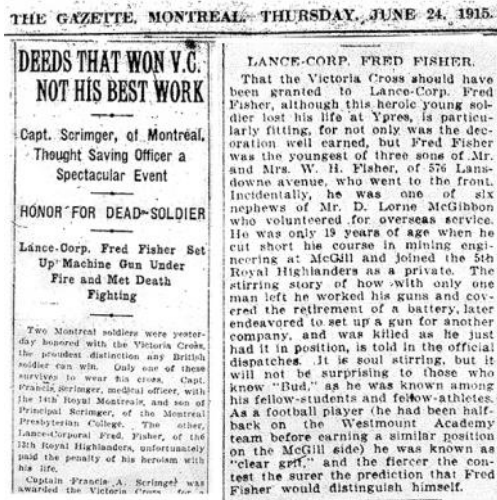 THE GAZETTE, MONTREAL, THURSDAY, JUNE 24, 1915.
DEEDS THAT WON V.C.
NOT HIS BEST WORK
Capt. Scrimger, of Montreal,
Thought Saving Officer a
Spectacular Event
HONOR FOR DEAD SOLDIER
Lance-Corp. Fred Fisher Set
Up Machine Gun Under
Fire and Met Death
Fighting
Two Montreal soldiers were yester-
day honored with the Victoria Cross,
the proudest distinction any British
soldier can win. Only one of these
survives to wear his cross. Capt.
Francis Scrimger, medical officer, with
the 14th Royal Montreals, and son of
Principal Scrimger, of the Montreal
Presbyterian College. The other,
Lance-Corporal Fred. Fisher, of the
13th Royal Highlanders, unfortunately
paid the penalty of his heroism with
his life.
Captain Francis A. Scrimger was
awarded the Victoria Cross for
LANCE-CORP. FRED FISHER.
That the Victoria Cross should have
been granted to Lance-Corp. Fred
Fisher, although this heroic young sol-
dier lost his life at Ypres, is particu-
larly fitting, for not only was the dec-
oration well earned, but Fred Fisher
was the youngest of three sons of Mr.
and Mrs. W. H. Fisher, of 576 Lans-
downe avenue, who went to the front.
Incidentally, he was one of six
nephews of Mr. D. Lorne McGibbon
who volunteered for overseas service.
He was only 19 years of age when he
cut short his course in mining engi-
neering at McGill and joined the 5th
Royal Highlanders as a private. The
stirring story of how with only one
man left he worked his guns and cov-
ered the retirement of a battery, later
endeavored to set up a gun for another
company, and was killed as he just
had it in position, is told in the official
dispatches. It is soul stirring, but it
will not be surprising to those who
knew "Bud," as he was known among
his fellow-students and fellow-athletes.
As a football player (he had been half-
back on the Westmount Academy
team before earning a similar position
on the McGill side) he was known as
"clear grit," and the fiercer the con-
test the surer the prediction that Fred
Fisher would distinguish himself.